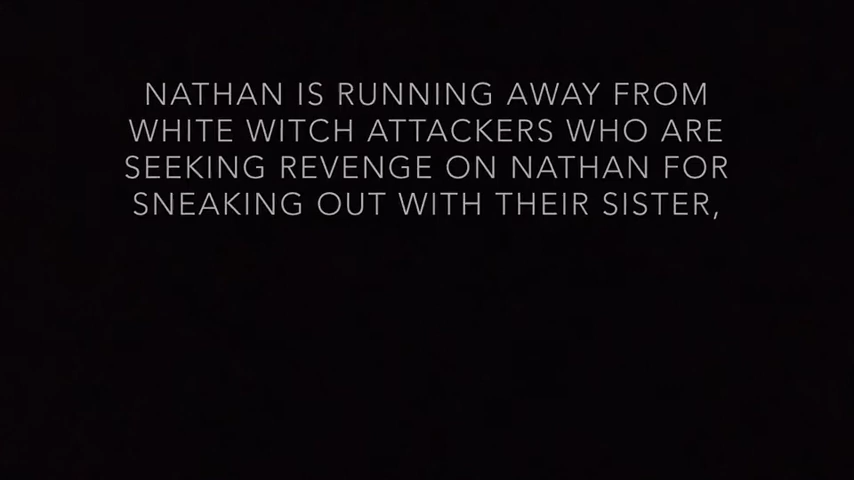 NATHAN IS RUNNING AWAY FROM
WHITE WITCH ATTACKERS WHO ARE
SEEKING REVENGE ON NATHAN FOR
SNEAKING OUT WITH THEIR SISTER,